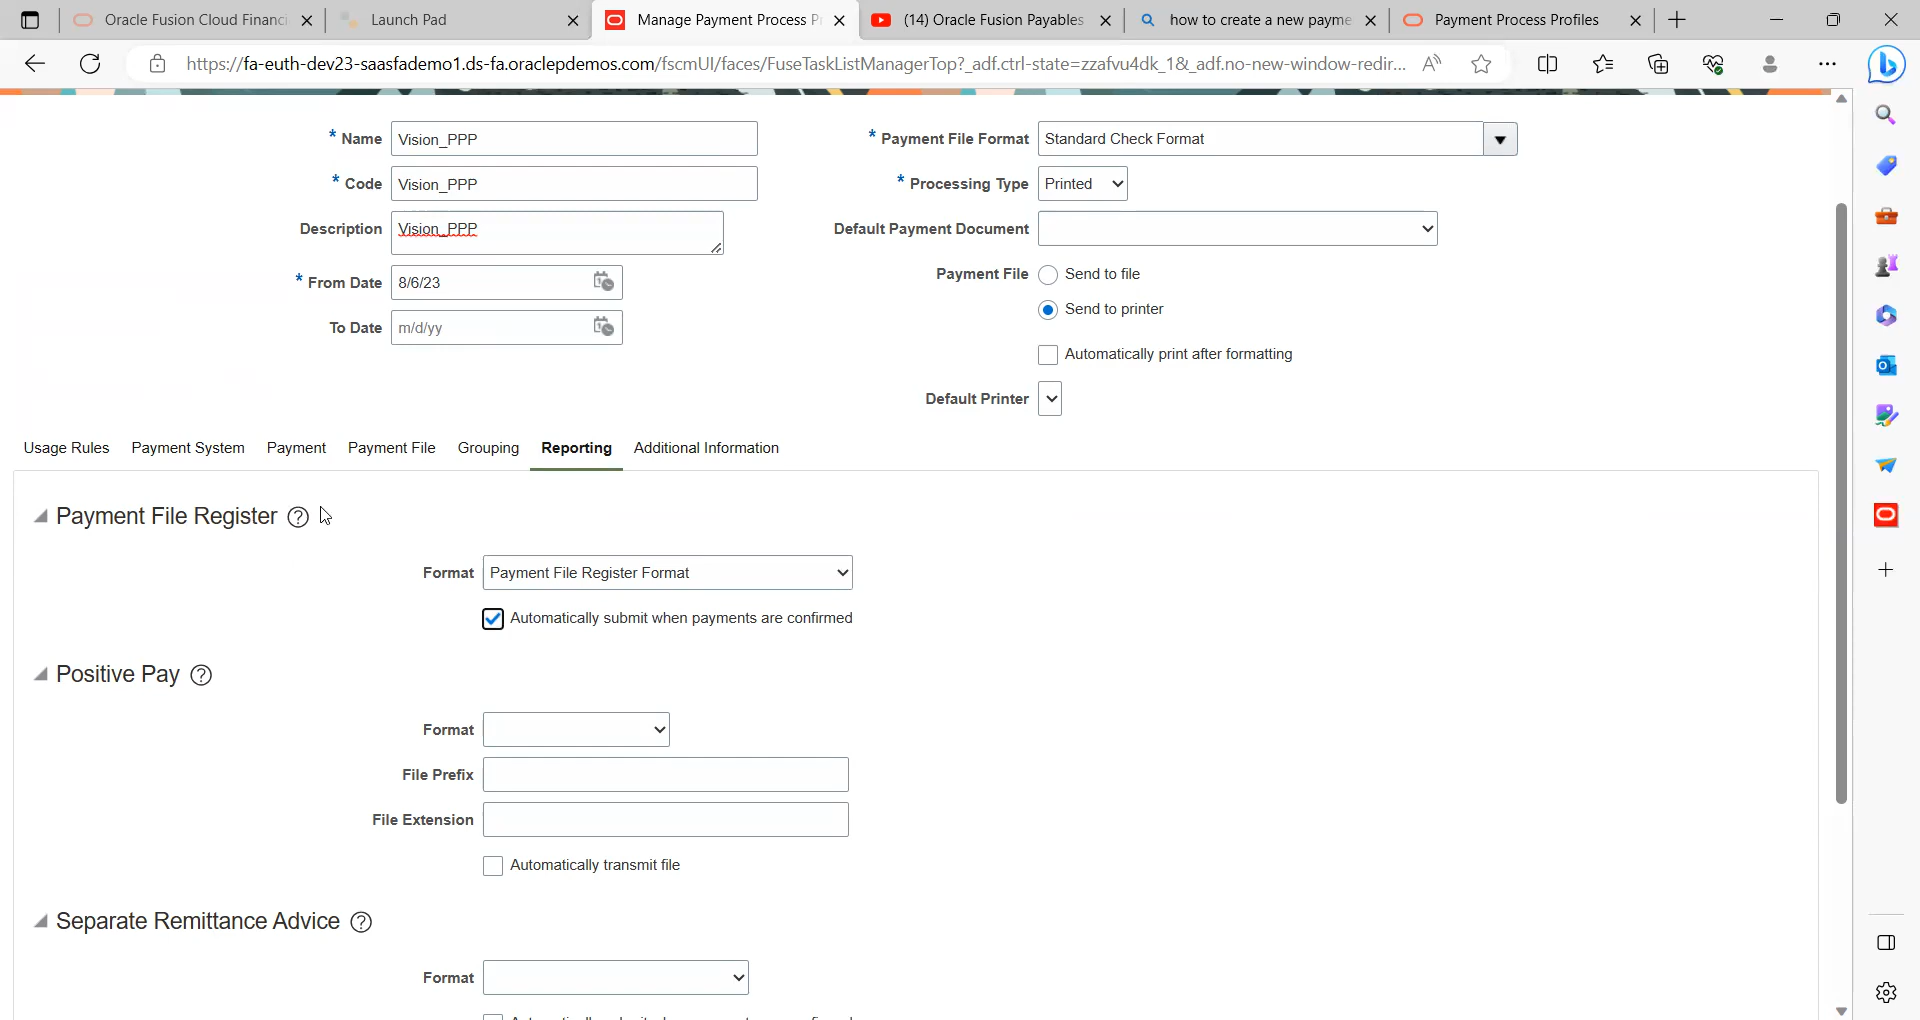 Oracle Fusion Cloud Financi
Launch Pad
Manage Payment Process P
(14) Oracle Fusion Payables
how to create a new payme
Payment Process Profiles
https://fa-euth-dev23-saasfademo1.ds-fa.oraclepdemos.com/fscmUI/faces/FuseTaskListManagerTop?_adf.ctrl-state=zzafvu4dk_1&_adf.no-new-window-redir...
* Name Vision_PPP
* Payment File Format Standard Check Format
* Code Vision_PPP
* Processing Type Printed
Description Vision_PPP
Default Payment Document
* From Date 8/6/23
Payment File Send to file
Send to printer
To Date m/d/yy
Automatically print after formatting
Default Printer
Usage Rules Payment System Payment Payment File Grouping Reporting Additional Information
Payment File Register ?
Format Payment File Register Format
Automatically submit when payments are confirmed
Positive Pay ?
Format
File Prefix
File Extension
Automatically transmit file
Separate Remittance Advice ?
Format